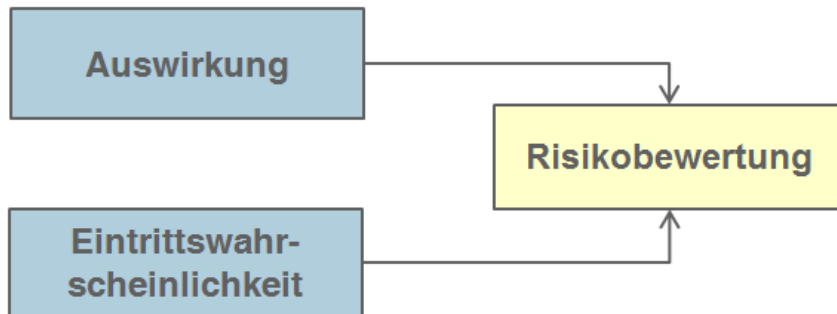 Auswirkung
Risikobewertung
Eintrittswahr-
scheinlichkeit